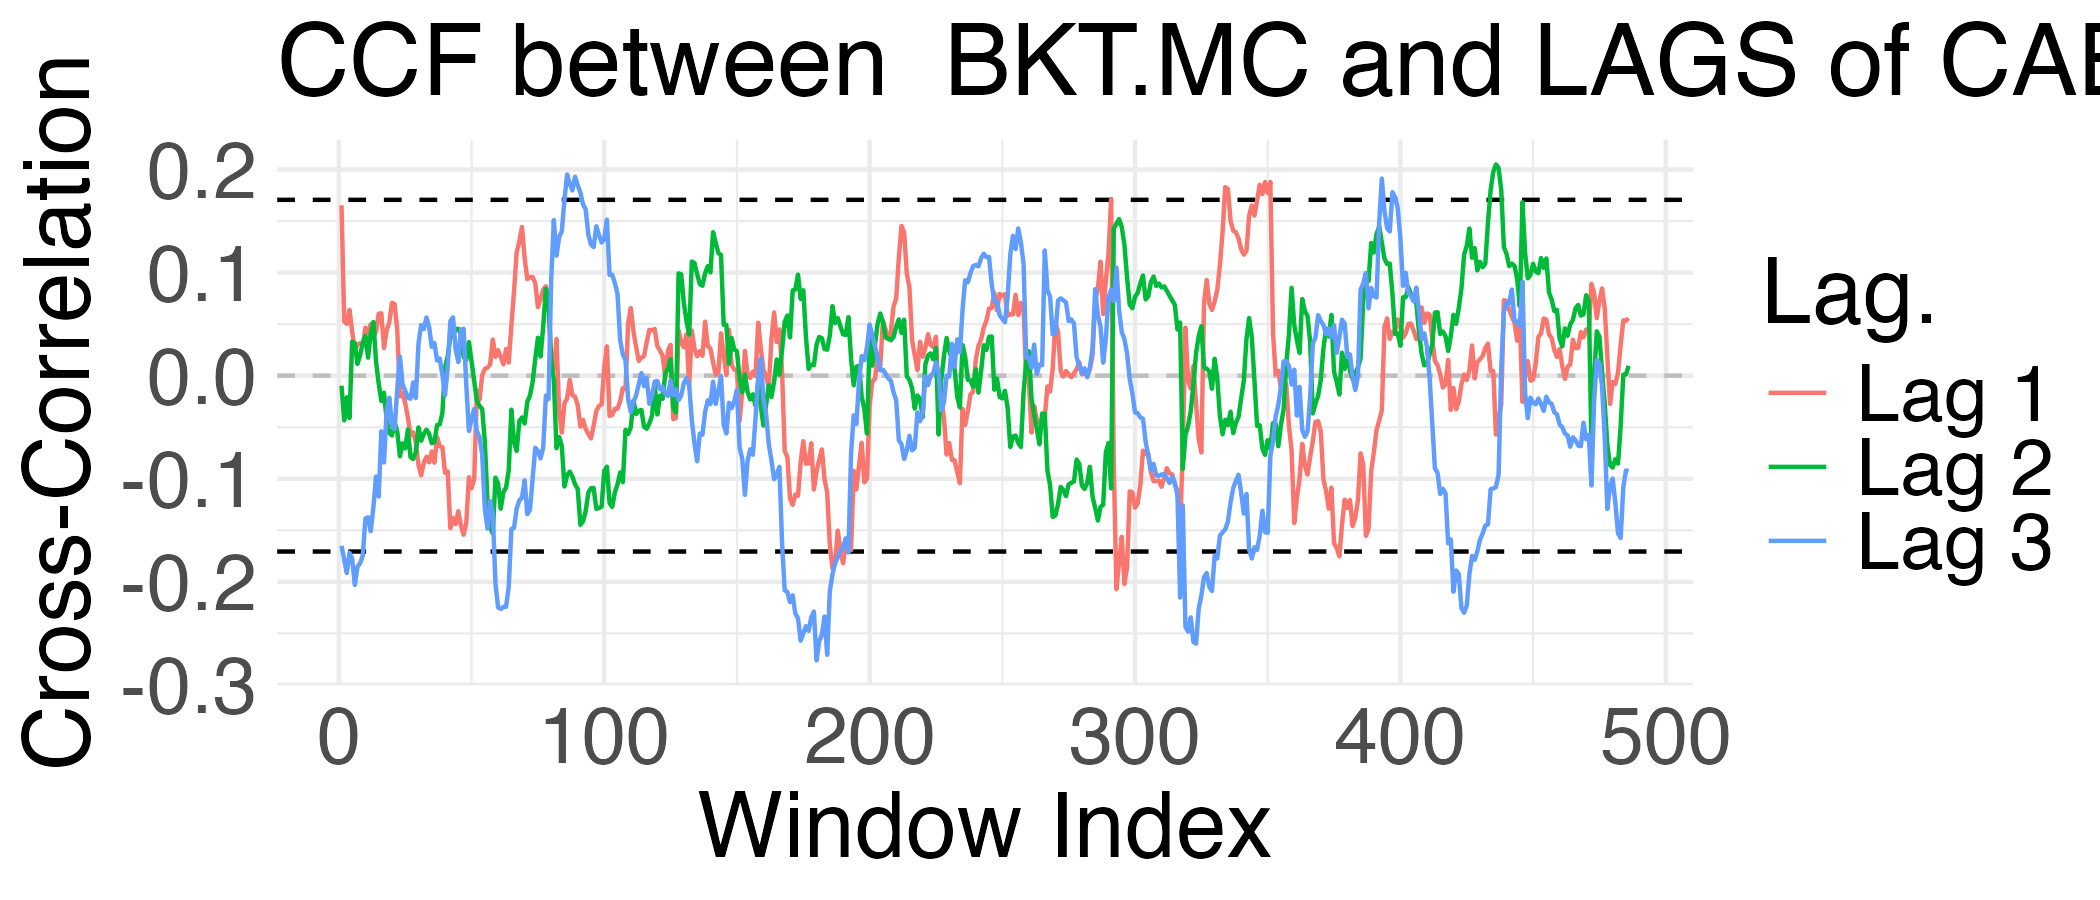 CCF between  BKT.MC and LAGS of CAB
Cross-Correlation
0.2
0.1
0.0
-0.1
-0.2
-0.3
0
100
200
300
400
500
Window Index
Lag.
Lag 1
Lag 2
Lag 3